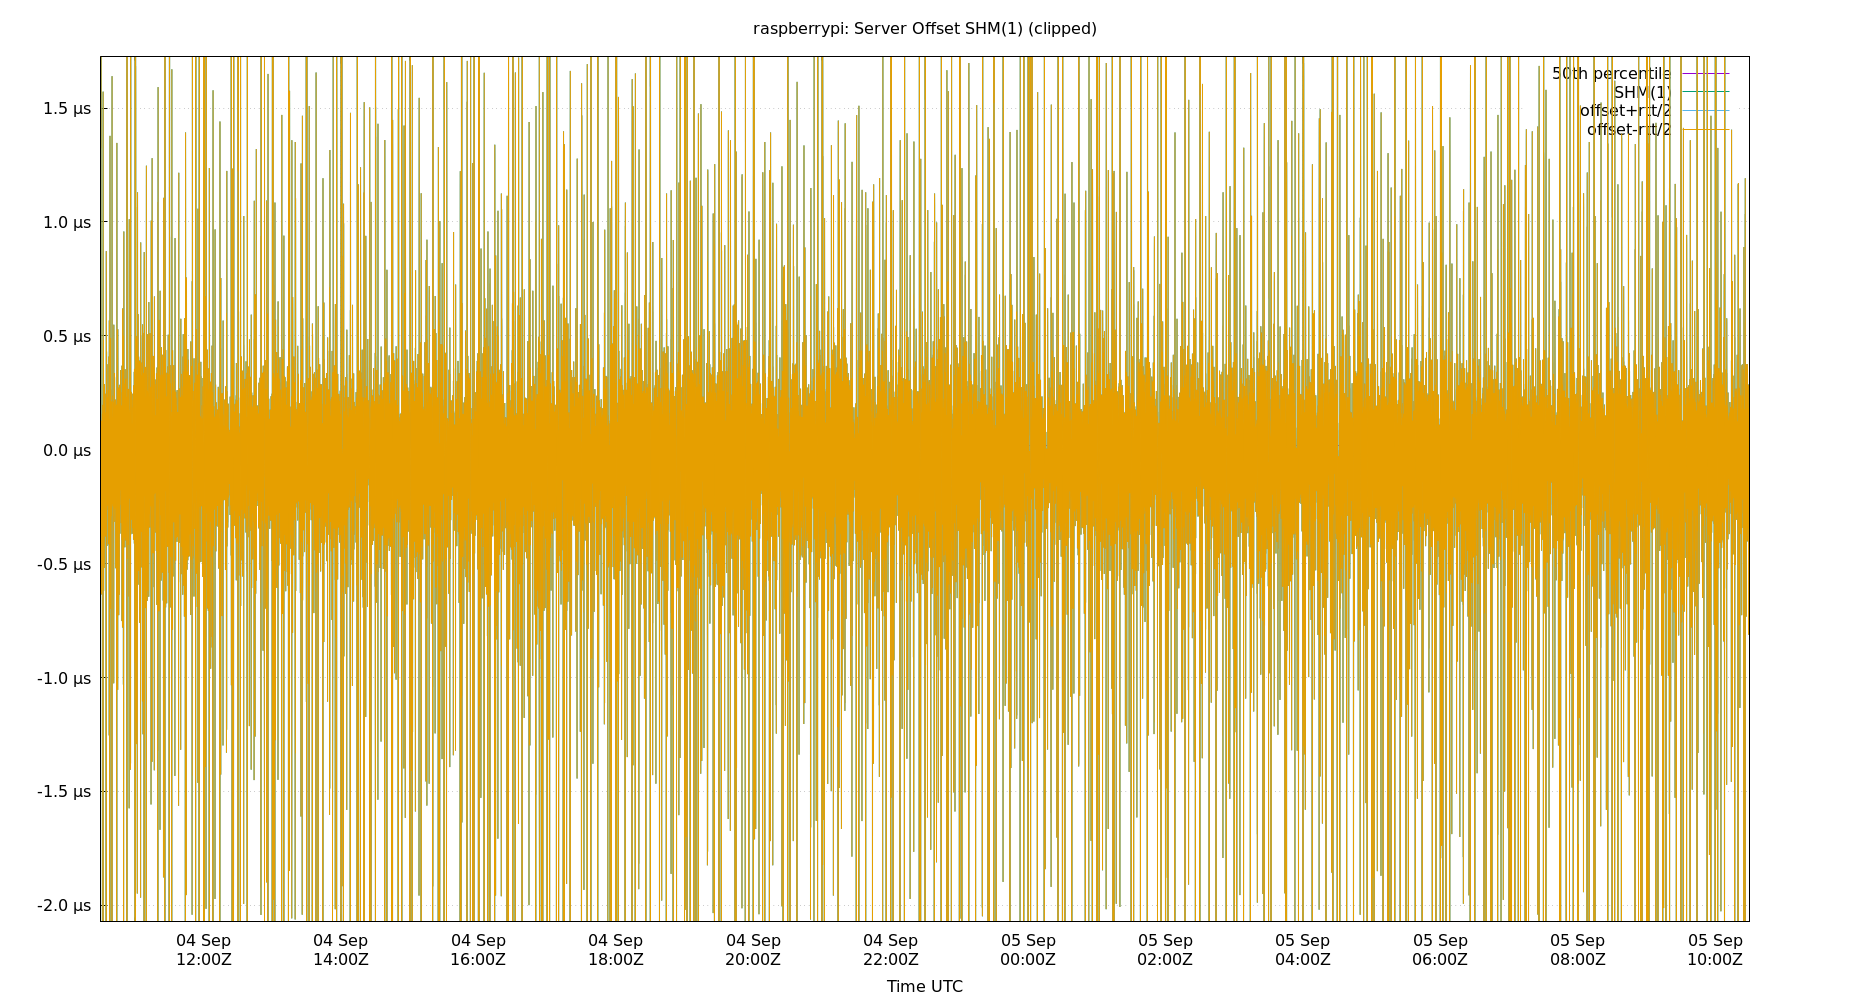 raspberrypi: Server Offset SHM(1) (clipped)
50th percentile
SHM(1)
offset+rtt/2
offset-rtt/2
1.5 µs
1.0 µs
0.5 µs
0.0 µs
-0.5 µs
-1.0 µs
-1.5 µs
-2.0 µs
04 Sep 04 Sep 04 Sep 04 Sep 04 Sep 04 Sep 05 Sep 05 Sep 05 Sep 05 Sep 05 Sep 05 Sep
12:00Z 14:00Z 16:00Z 18:00Z 20:00Z 22:00Z 00:00Z 02:00Z 04:00Z 06:00Z 08:00Z 10:00Z
Time UTC